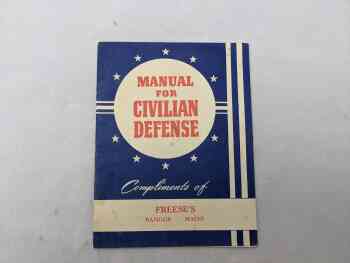 MANUAL
FOR
CIVILIAN
DEFENSE
Compliments of
FREESE'S
BANGOR MAINE